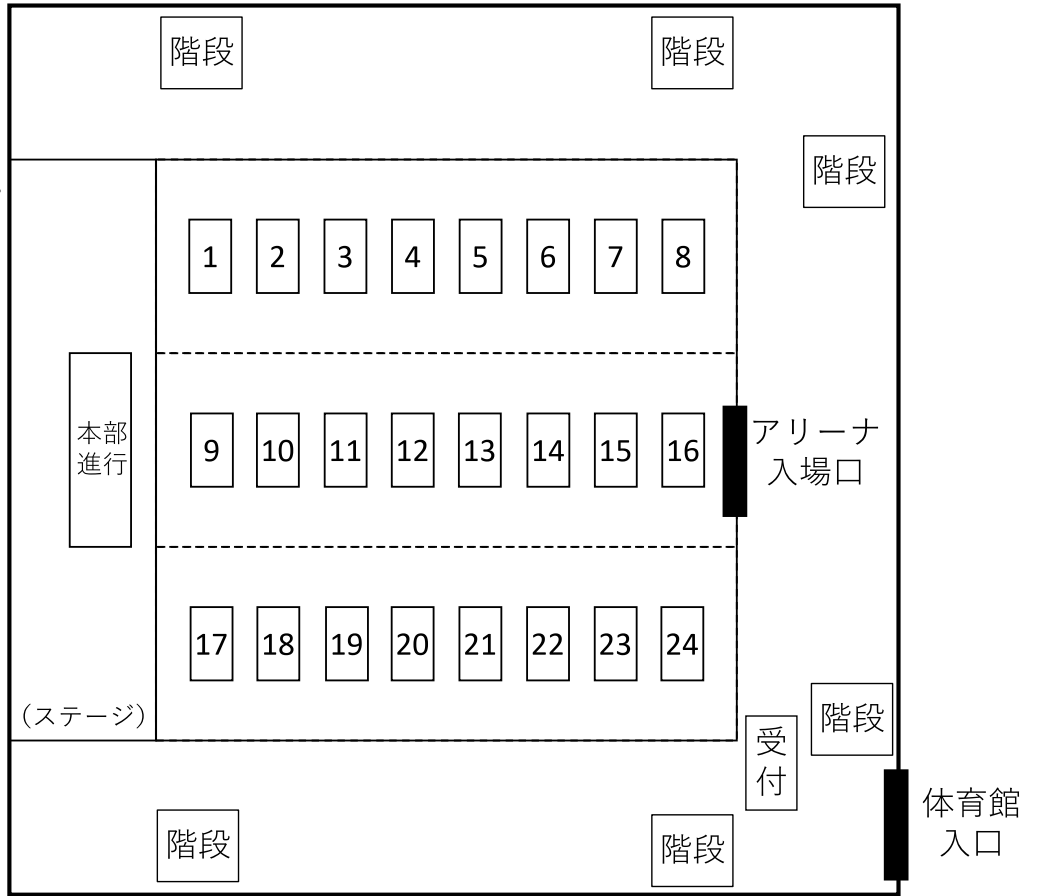 階段
階段
階段
1 2 3 4 5 6 7 8
本部
進行
9 10 11 12 13 14 15 16
アリーナ
入場口
17 18 19 20 21 22 23 24
（ステージ）
階段
受
付
体育館
入口
階段
階段